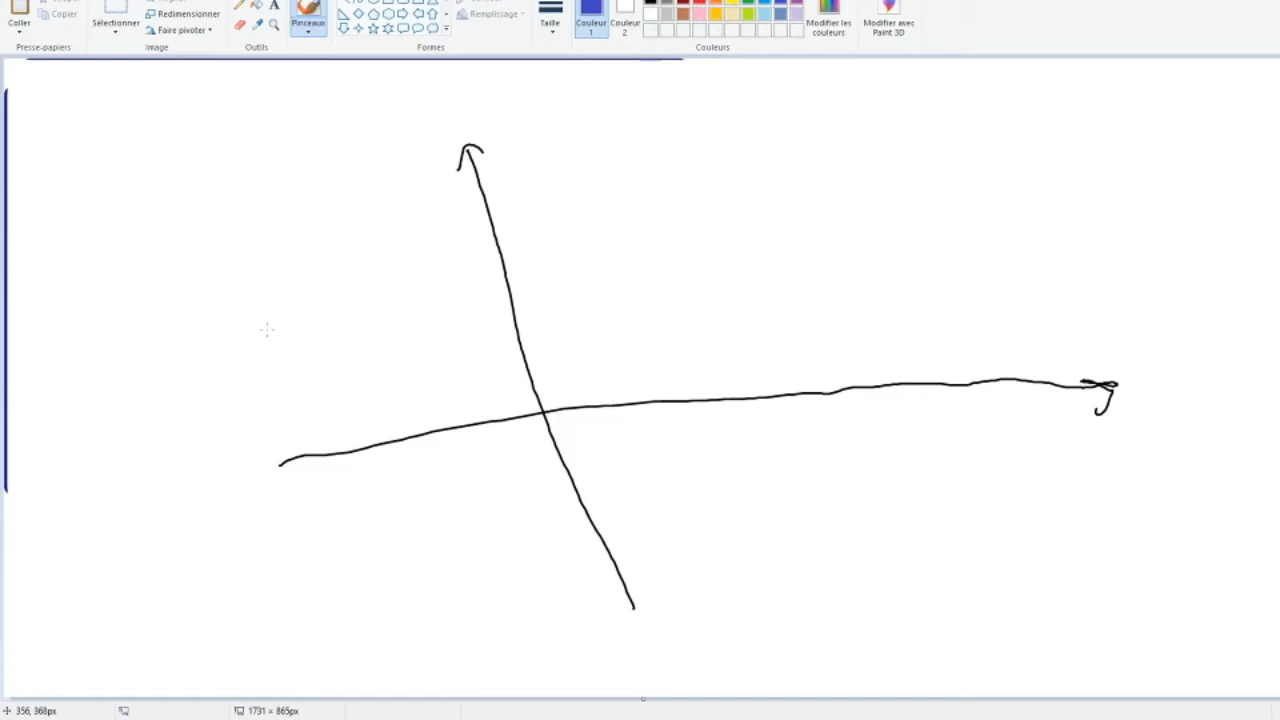 Copier
Redimensionner
Remplissage
Coller
Sélectionner
Faire pivoter
Pinceaux
Taille
Couleur 1
Couleur 2
Modifier les couleurs
Modifier avec Paint 3D
Presse-papiers
Image
Outils
Formes
Couleurs
A
356, 368px
1731 × 865px